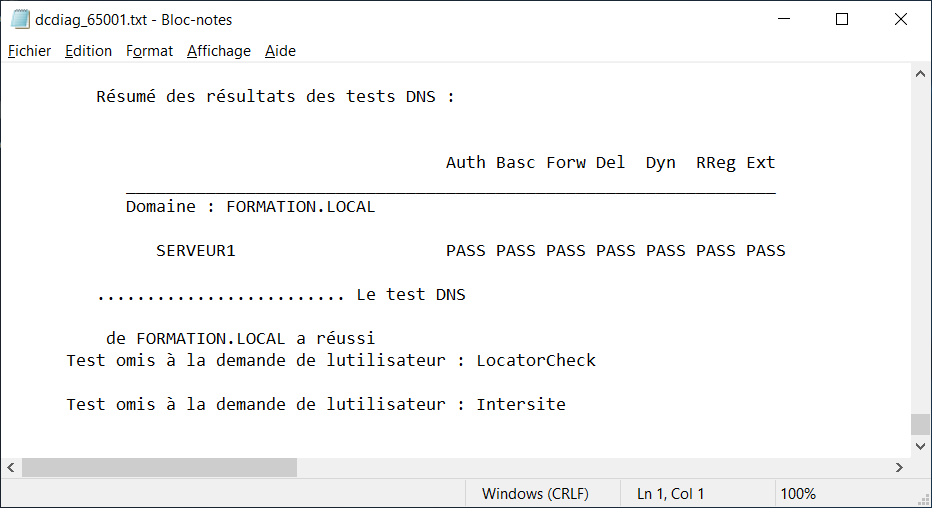 dcdiag_65001.txt - Bloc-notes
Fichier Edition Format Affichage Aide
Résumé des résultats des tests DNS :
Auth Basc Forw Del Dyn RReg Ext
_________________________________________________________________
Domaine : FORMATION.LOCAL
SERVEUR1 PASS PASS PASS PASS PASS PASS PASS
......................... Le test DNS
de FORMATION.LOCAL a réussi
Test omis à la demande de lutilisateur : LocatorCheck
Test omis à la demande de lutilisateur : Intersite
Windows (CRLF) Ln 1, Col 1 100%